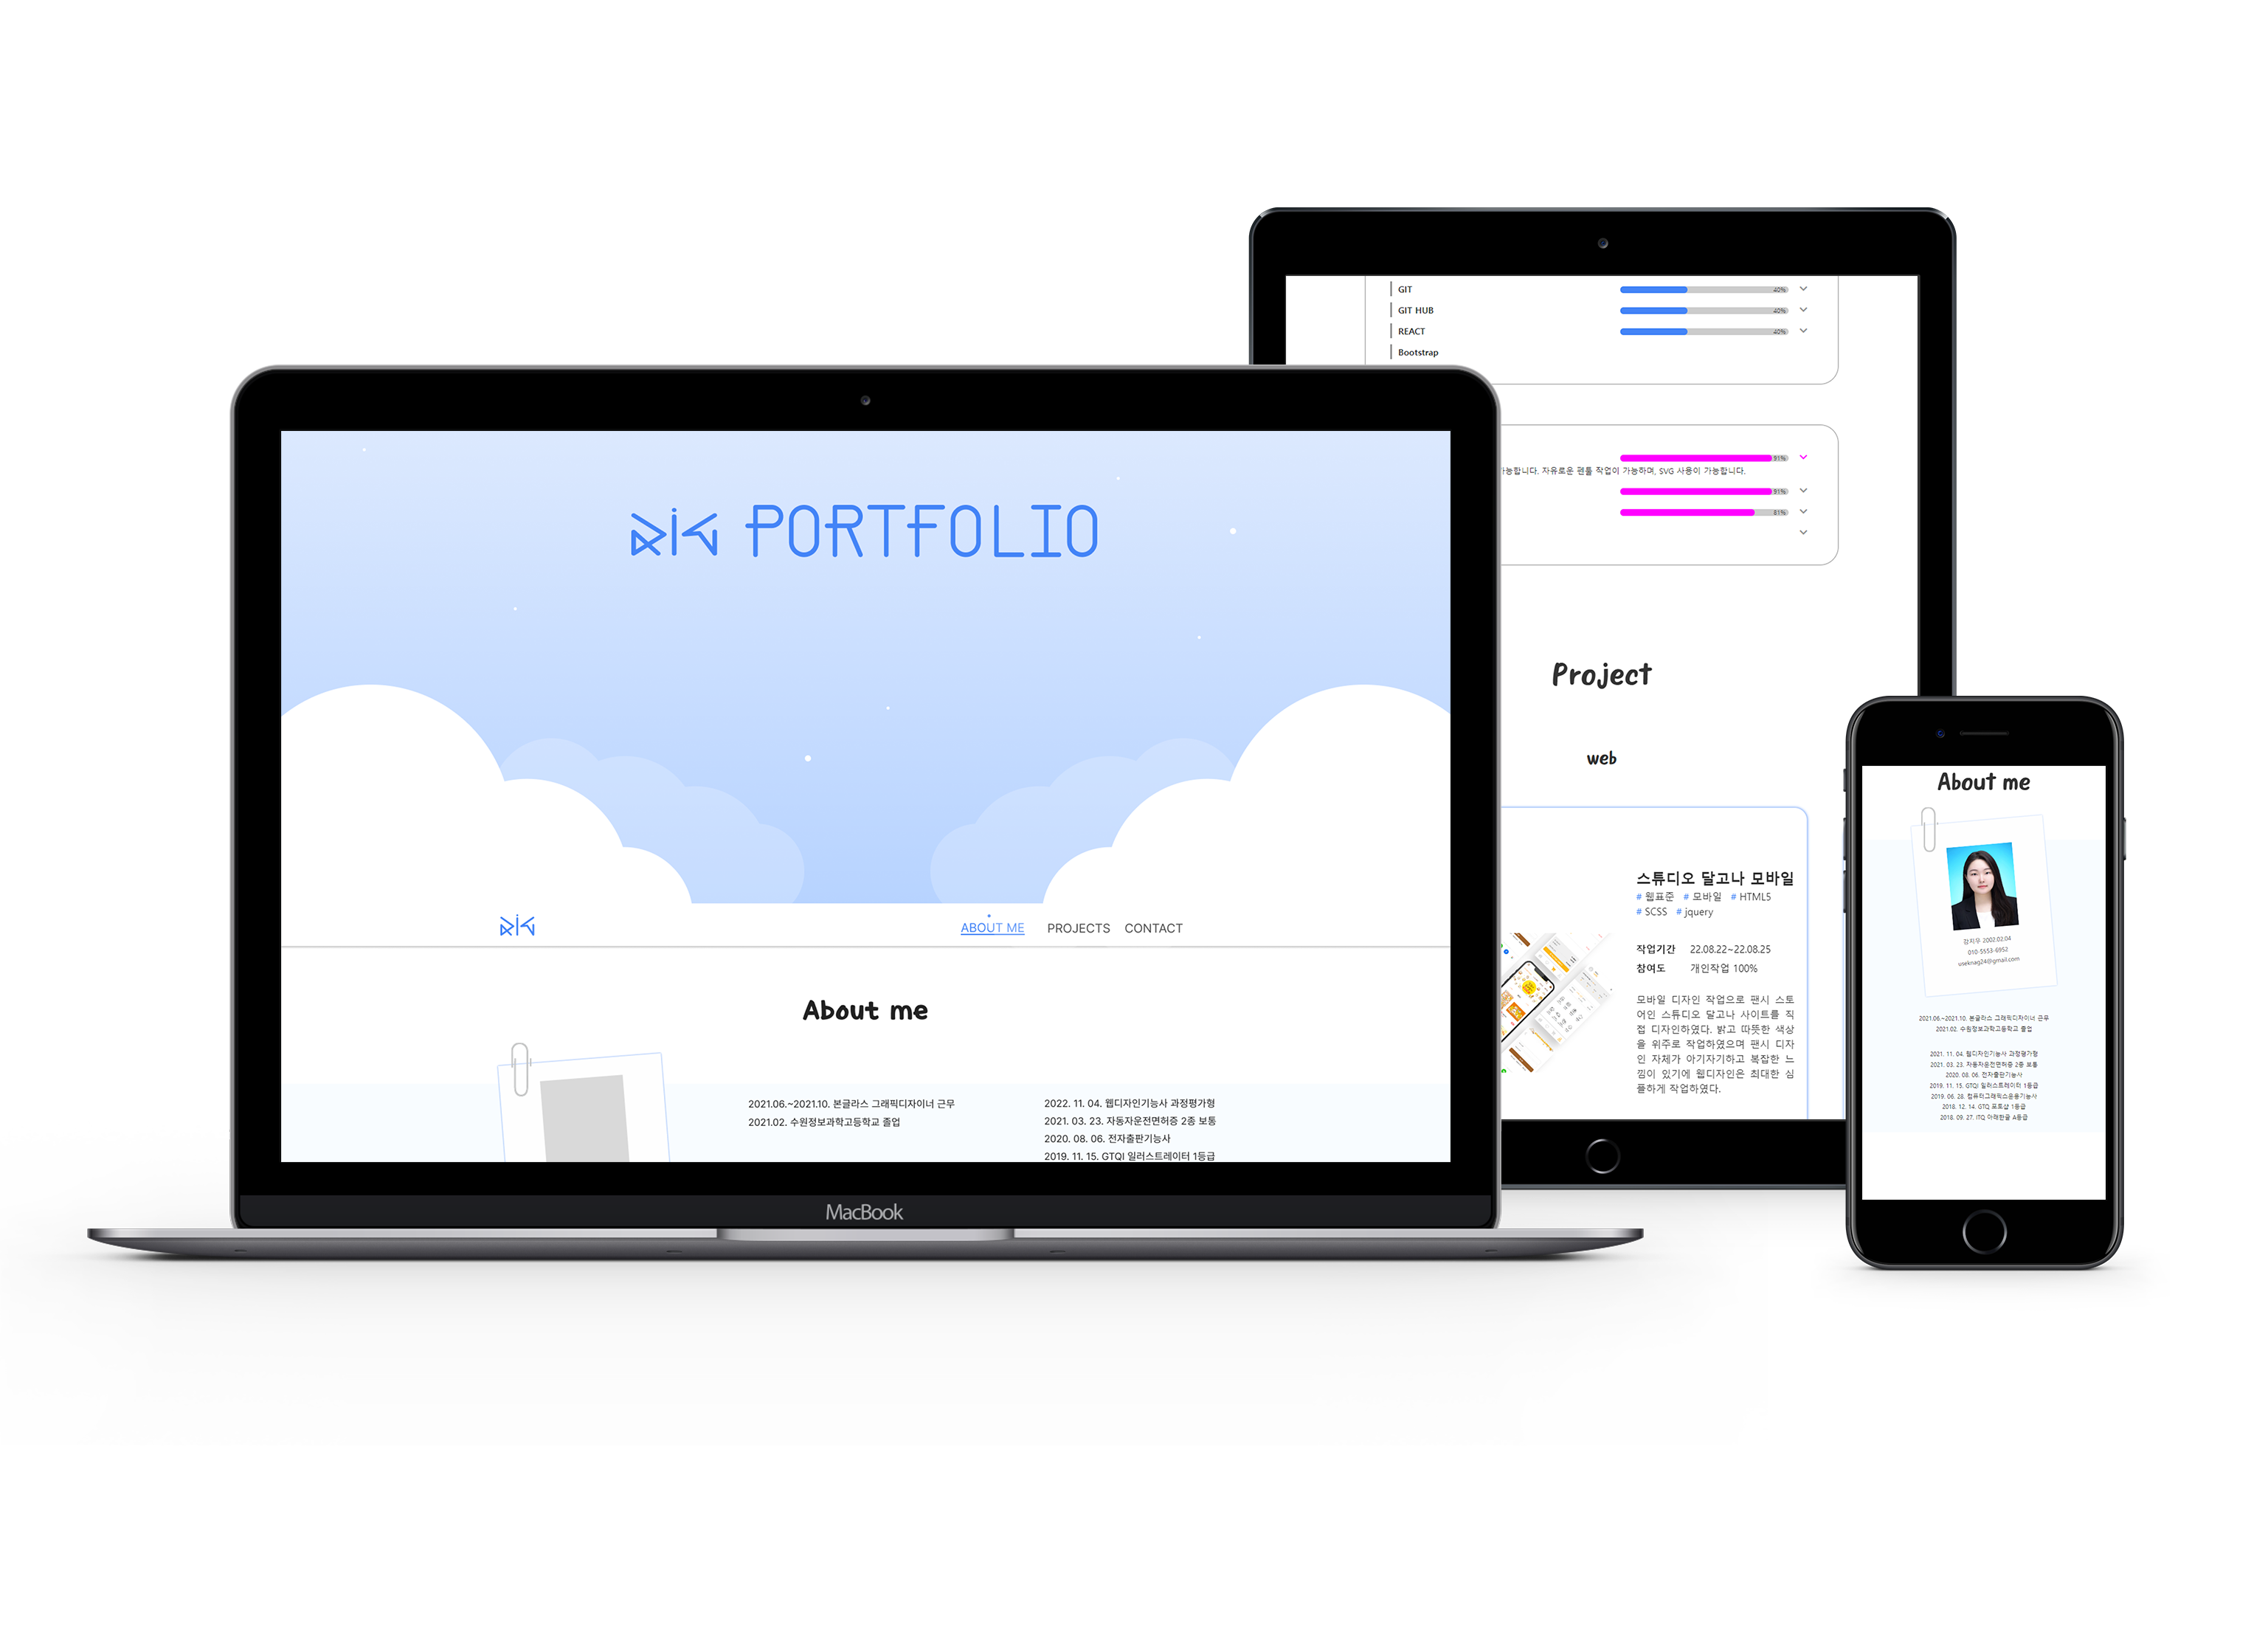 PORTFOLIO
ABOUT ME PROJECTS CONTACT
About me
2021.06.~2021.10. 본글라스 그래픽디자이너 근무
2021.02. 수원정보과학고등학교 졸업
2022. 11. 04. 웹디자인기능사 과정평가형
2021. 03. 23. 자동차운전면허증 2종 보통
2020. 08. 06. 전자출판기능사
2019. 11. 15. GTQI 일러스트레이터 1등급
MacBook
GIT 40%
GIT HUB 40%
REACT 40%
Bootstrap
91%
가능합니다. 자유로운 펜툴 작업이 가능하며, SVG 사용이 가능합니다.
91%
81%
Project
web
스튜디오 달고나 모바일
# 웹표준 # 모바일 # HTML5
# SCSS # jquery
작업기간 22.08.22~22.08.25
참여도 개인작업 100%
모바일 디자인 작업으로 팬시 스토
어인 스튜디오 달고나 사이트를 직
접 디자인하였다. 밝고 따뜻한 색상
을 위주로 작업하였으며 팬시 디자
인 자체가 아기자기하고 복잡한 느
낌이 있기에 웹디자인은 최대한 심
플하게 작업하였다.
About me
강지우 2002.02.04
010-5553-6952
useknag24@gmail.com
2021.06.~2021.10. 본글라스 그래픽디자이너 근무
2021.02. 수원정보과학고등학교 졸업
2021. 11. 04. 웹디자인기능사 과정평가형
2021. 03. 23. 자동차운전면허증 2종 보통
2020. 08. 06. 전자출판기능사
2019. 11. 15. GTQi 일러스트레이터 1등급
2019. 06. 28. 컴퓨터그래픽스운용기능사
2018. 12. 14. GTQ 포토샵 1등급
2018. 09. 27. ITQ 아래한글 A등급